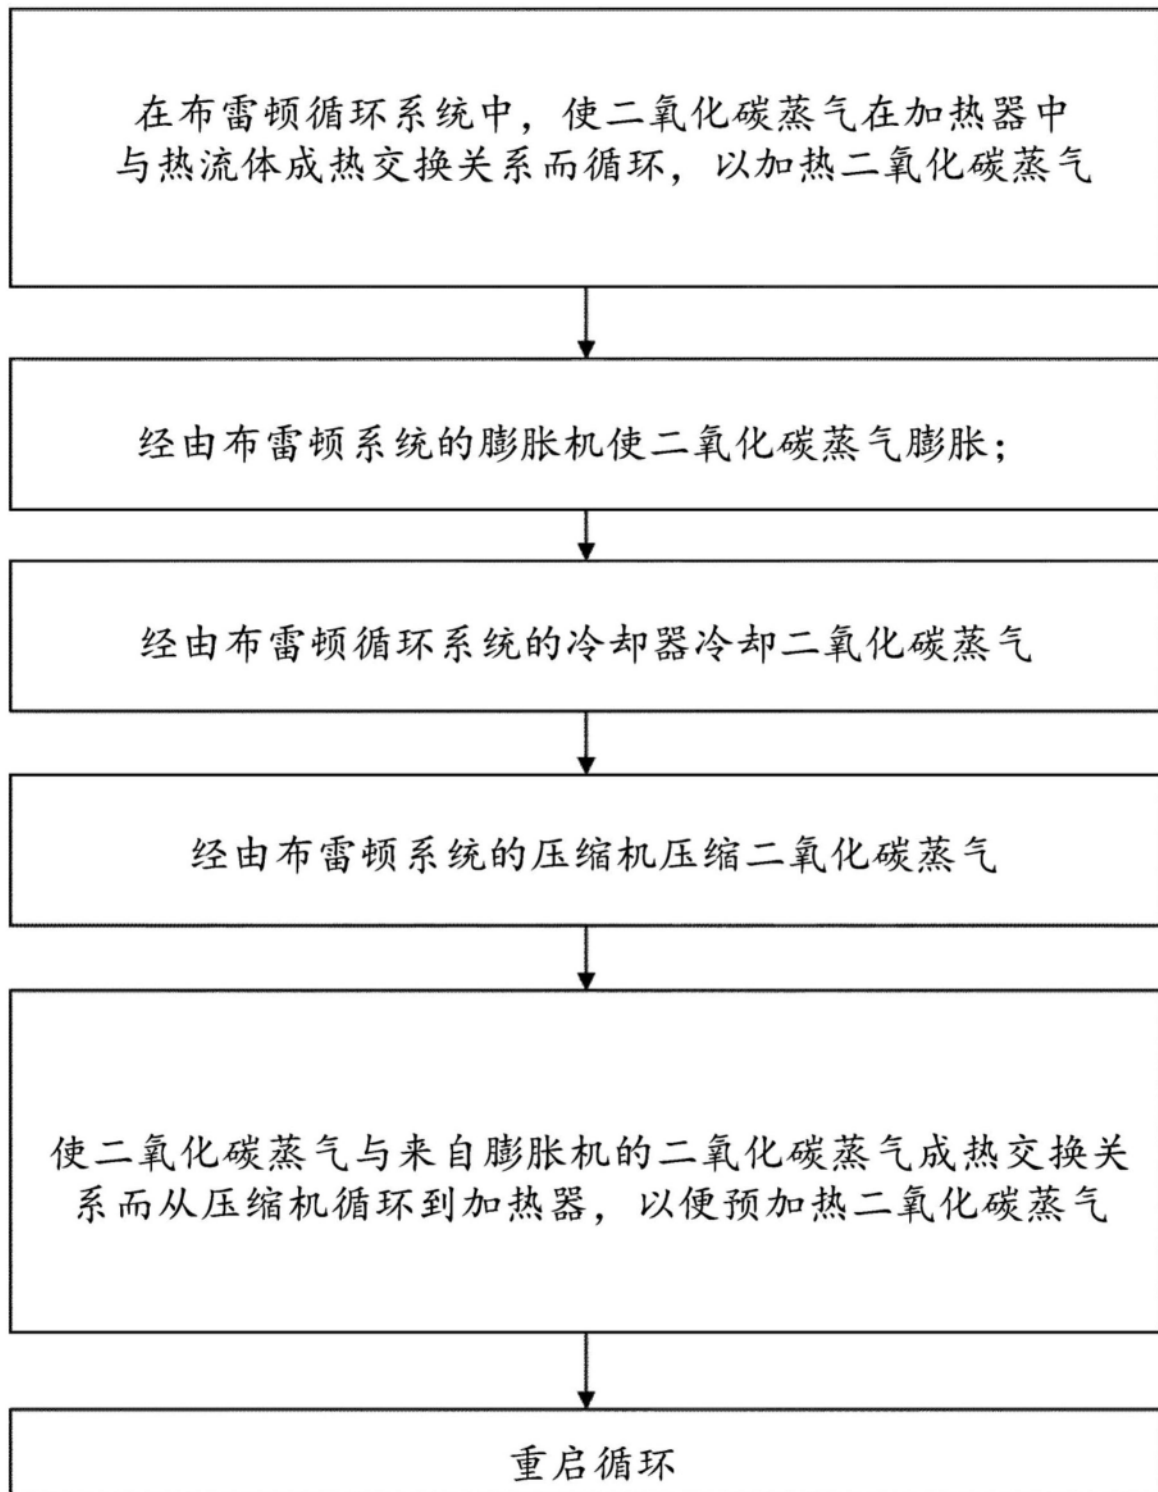 在布雷顿循环系统中，使二氧化碳蒸气在加热器中
与热流体成热交换关系而循环，以加热二氧化碳蒸气
经由布雷顿系统的膨胀机使二氧化碳蒸气膨胀；
经由布雷顿循环系统的冷却器冷却二氧化碳蒸气
经由布雷顿系统的压缩机压缩二氧化碳蒸气
使二氧化碳蒸气与来自膨胀机的二氧化碳蒸气成热交换关
系而从压缩机循环到加热器，以便预加热二氧化碳蒸气
重启循环